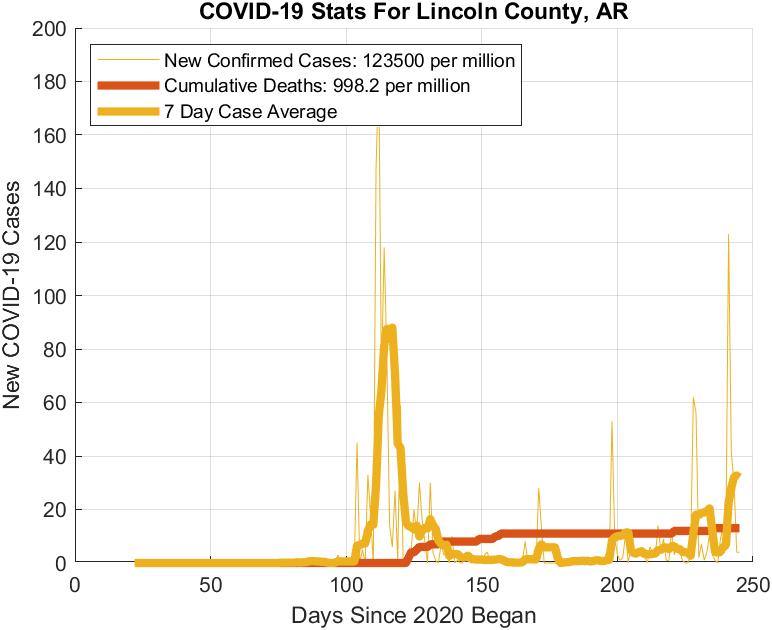 COVID-19 Stats For Lincoln County, AR
New Confirmed Cases: 123500 per million
Cumulative Deaths: 998.2 per million
7 Day Case Average
New COVID-19 Cases
200
180
160
140
120
100
80
60
40
20
0
0 50 100 150 200 250
Days Since 2020 Began